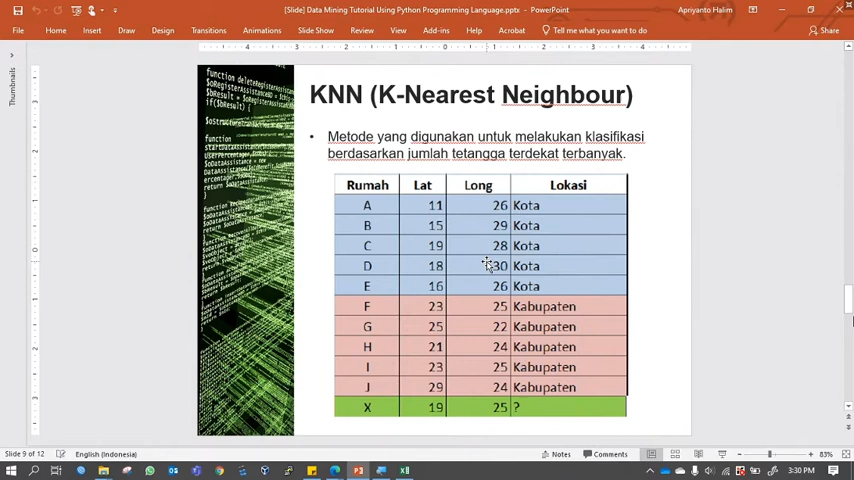 [Slide] Data Mining Tutorial Using Python Programming Language.pptx - PowerPoint
Apriyanto Halim
File Home Insert Draw Design Transitions Animations Slide Show Review View Add-ins Help Acrobat Tell me what you want to do Share
Thumbnails
KNN (K-Nearest Neighbour)
• Metode yang digunakan untuk melakukan klasifikasi
berdasarkan jumlah tetangga terdekat terbanyak.
Rumah Lat Long Lokasi
A 11 26 Kota
B 15 29 Kota
C 19 28 Kota
D 18 30 Kota
E 16 26 Kota
F 23 25 Kabupaten
G 25 22 Kabupaten
H 21 24 Kabupaten
I 23 25 Kabupaten
J 29 24 Kabupaten
X 19 25 ?
Slide 9 of 12 English (Indonesia) Notes Comments 83%
3:30 PM